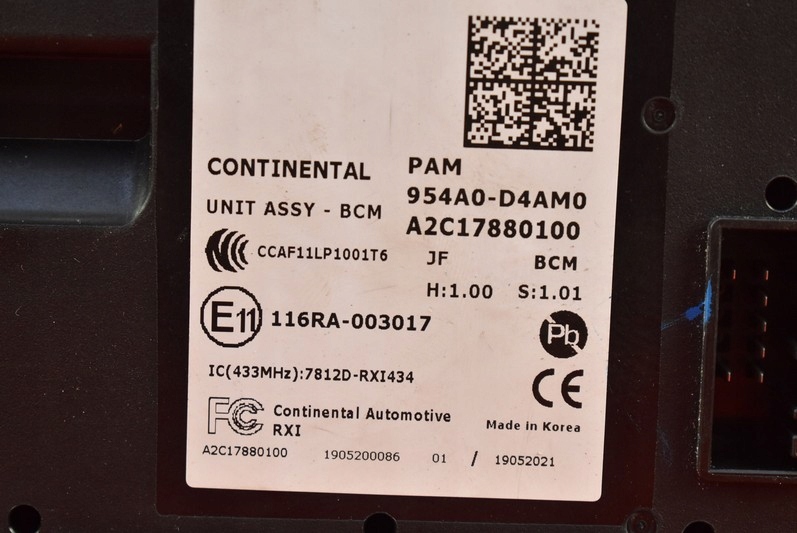 CONTINENTAL PAM
954A0-D4AM0
UNIT ASSY - BCM
A2C17880100
CCAF11LP1001T6 JF BCM
H:1.00 S:1.01
E11 116RA-003017
Pb
IC(433MHz):7812D-RXI434
CE
FC Continental Automotive
RXI
Made in Korea
A2C17880100 1905200086 01 / 19052021